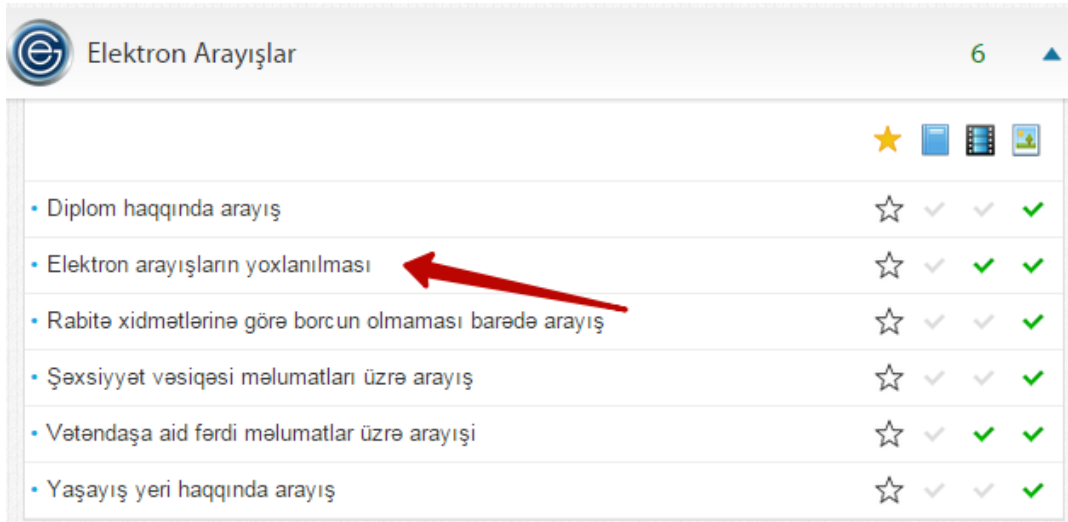 Elektron Arayışlar 6
Diplom haqqında arayış
Elektron arayışların yoxlanılması
Rabitə xidmətlərinə görə borcun olmaması barədə arayış
Şəxsiyyət vəsiqəsi məlumatları üzrə arayış
Vətəndaşa aid fərdi məlumatlar üzrə arayışi
Yaşayış yeri haqqında arayış